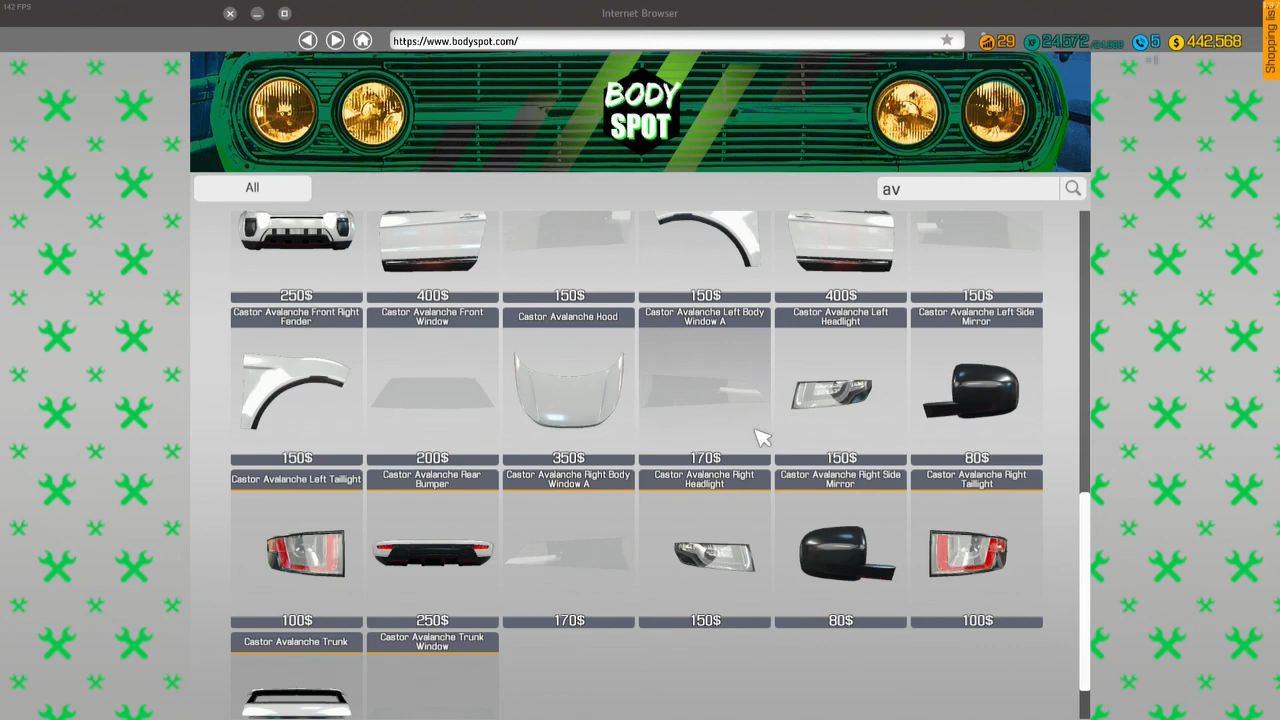 142 FPS
Internet Browser
https://www.bodyspot.com/
29
XP 24,572
5
$ 442,568
Shopping list
BODY
SPOT
All
av
250$ 400$ 150$ 150$ 400$ 150$
Castor Avalanche Front Right
Fender
Castor Avalanche Front
Window
Castor Avalanche Hood
Castor Avalanche Left Body
Window A
Castor Avalanche Left
Headlight
Castor Avalanche Left Side
Mirror
150$ 200$ 350$ 170$ 150$ 80$
Castor Avalanche Left Taillight
Castor Avalanche Rear
Bumper
Castor Avalanche Right Body
Window A
Castor Avalanche Right
Headlight
Castor Avalanche Right Side
Mirror
Castor Avalanche Right
Taillight
100$ 250$ 170$ 150$ 80$ 100$
Castor Avalanche Trunk
Castor Avalanche Trunk
Window